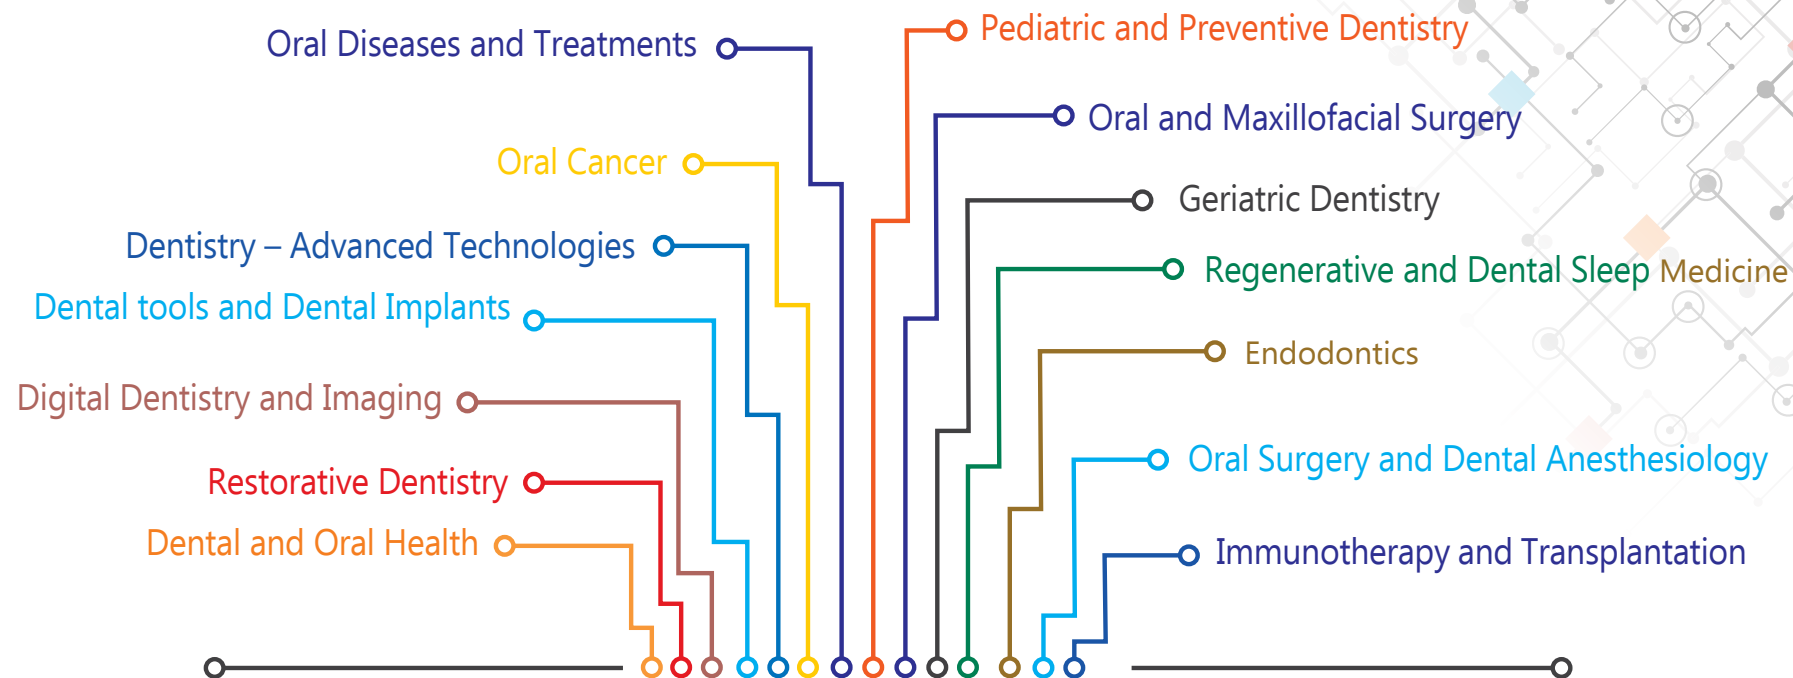 Oral Diseases and Treatments
Oral Cancer
Dentistry – Advanced Technologies
Dental tools and Dental Implants
Digital Dentistry and Imaging
Restorative Dentistry
Dental and Oral Health
Pediatric and Preventive Dentistry
Oral and Maxillofacial Surgery
Geriatric Dentistry
Regenerative and Dental Sleep Medicine
Endodontics
Oral Surgery and Dental Anesthesiology
Immunotherapy and Transplantation